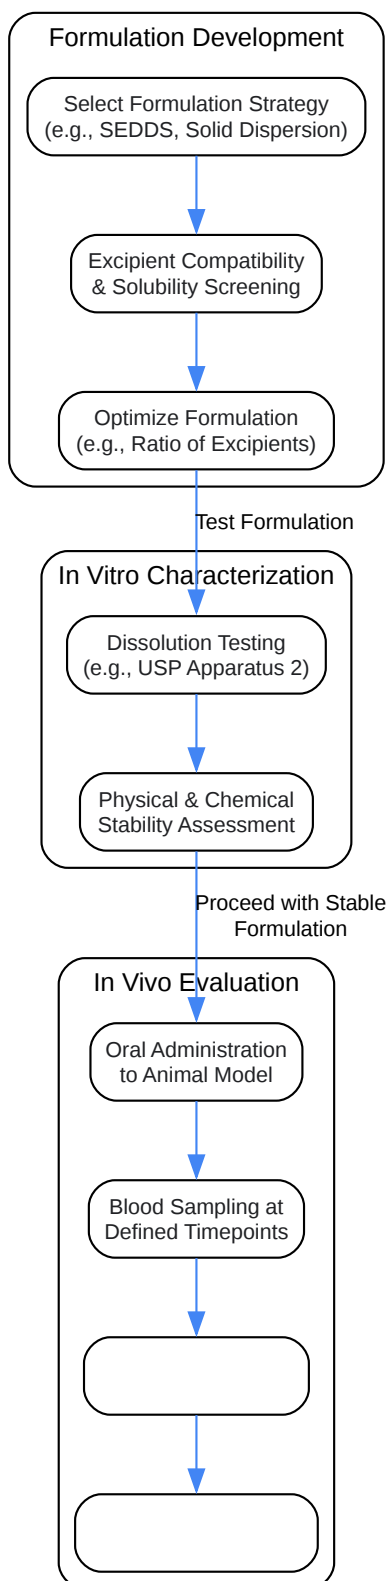 Formulation Development
Select Formulation Strategy
(e.g., SEDDS, Solid Dispersion)
Excipient Compatibility
& Solubility Screening
Optimize Formulation
(e.g., Ratio of Excipients)
Test Formulation
In Vitro Characterization
Dissolution Testing
(e.g., USP Apparatus 2)
Physical & Chemical
Stability Assessment
Proceed with Stable
Formulation
In Vivo Evaluation
Oral Administration
to Animal Model
Blood Sampling at
Defined Timepoints